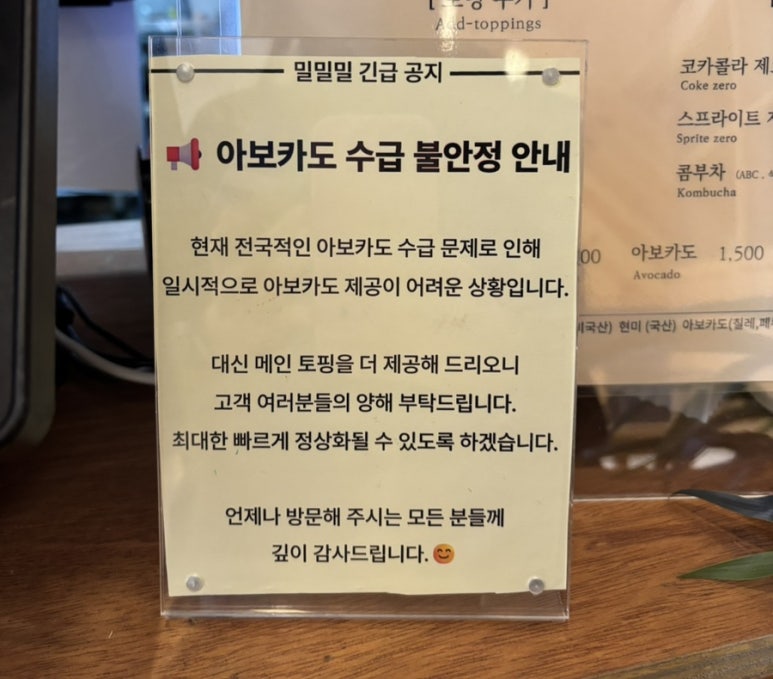 밀밀밀 긴급 공지
아보카도 수급 불안정 안내
현재 전국적인 아보카도 수급 문제로 인해
일시적으로 아보카도 제공이 어려운 상황입니다.
대신 메인 토핑을 더 제공해 드리오니
고객 여러분들의 양해 부탁드립니다.
최대한 빠르게 정상화될 수 있도록 하겠습니다.
언제나 방문해 주시는 모든 분들께
깊이 감사드립니다.😊
Add-toppings
코카콜라
Coke zero
스프라이트
Sprite zero
콤부차 (ABC
Kombucha
00 아보카도 1,500
Avocado
현미 (국산) 아보카도(칠레,